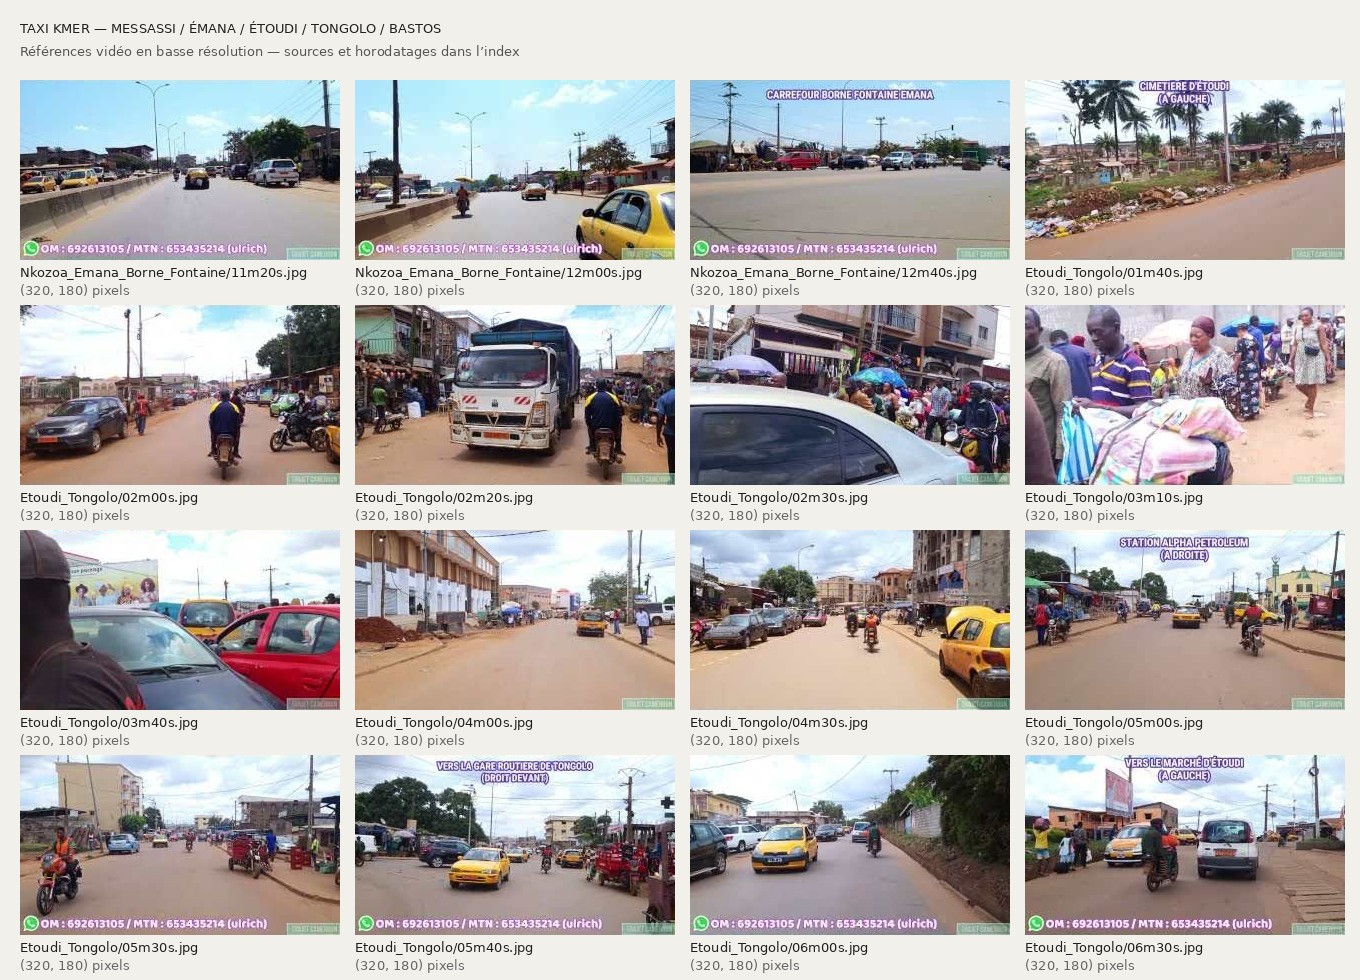 TAXI KMER — MESSASSI / ÉMANA / ÉTOUDI / TONGOLO / BASTOS
Références vidéo en basse résolution — sources et horodatages dans l’index
OM : 692613105 / MTN : 653435214 (ulrich)
Nkozoa_Emana_Borne_Fontaine/11m20s.jpg
(320, 180) pixels
OM : 692613105 / MTN : 653435214 (ulrich)
Nkozoa_Emana_Borne_Fontaine/12m00s.jpg
(320, 180) pixels
CARREFOUR BORNE FONTAINE EMANA
OM : 692613105 / MTN : 653435214 (ulrich)
Nkozoa_Emana_Borne_Fontaine/12m40s.jpg
(320, 180) pixels
CIMETIERE D'ÉTOUDI
(A GAUCHE)
Etoudi_Tongolo/01m40s.jpg
(320, 180) pixels
Etoudi_Tongolo/02m00s.jpg
(320, 180) pixels
Etoudi_Tongolo/02m20s.jpg
(320, 180) pixels
Etoudi_Tongolo/02m30s.jpg
(320, 180) pixels
Etoudi_Tongolo/03m10s.jpg
(320, 180) pixels
Etoudi_Tongolo/03m40s.jpg
(320, 180) pixels
Etoudi_Tongolo/04m00s.jpg
(320, 180) pixels
Etoudi_Tongolo/04m30s.jpg
(320, 180) pixels
STATION ALPHA PETROLEUM
(A DROITE)
Etoudi_Tongolo/05m00s.jpg
(320, 180) pixels
OM : 692613105 / MTN : 653435214 (ulrich)
Etoudi_Tongolo/05m30s.jpg
(320, 180) pixels
VERS LA GARE ROUTIERE DE TONGOLO
(DROIT DEVANT)
OM : 692613105 / MTN : 653435214 (ulrich)
Etoudi_Tongolo/05m40s.jpg
(320, 180) pixels
OM : 692613105 / MTN : 653435214 (ulrich)
Etoudi_Tongolo/06m00s.jpg
(320, 180) pixels
VERS LE MARCHÉ D'ÉTOUDI
(A GAUCHE)
OM : 692613105 / MTN : 653435214 (ulrich)
Etoudi_Tongolo/06m30s.jpg
(320, 180) pixels